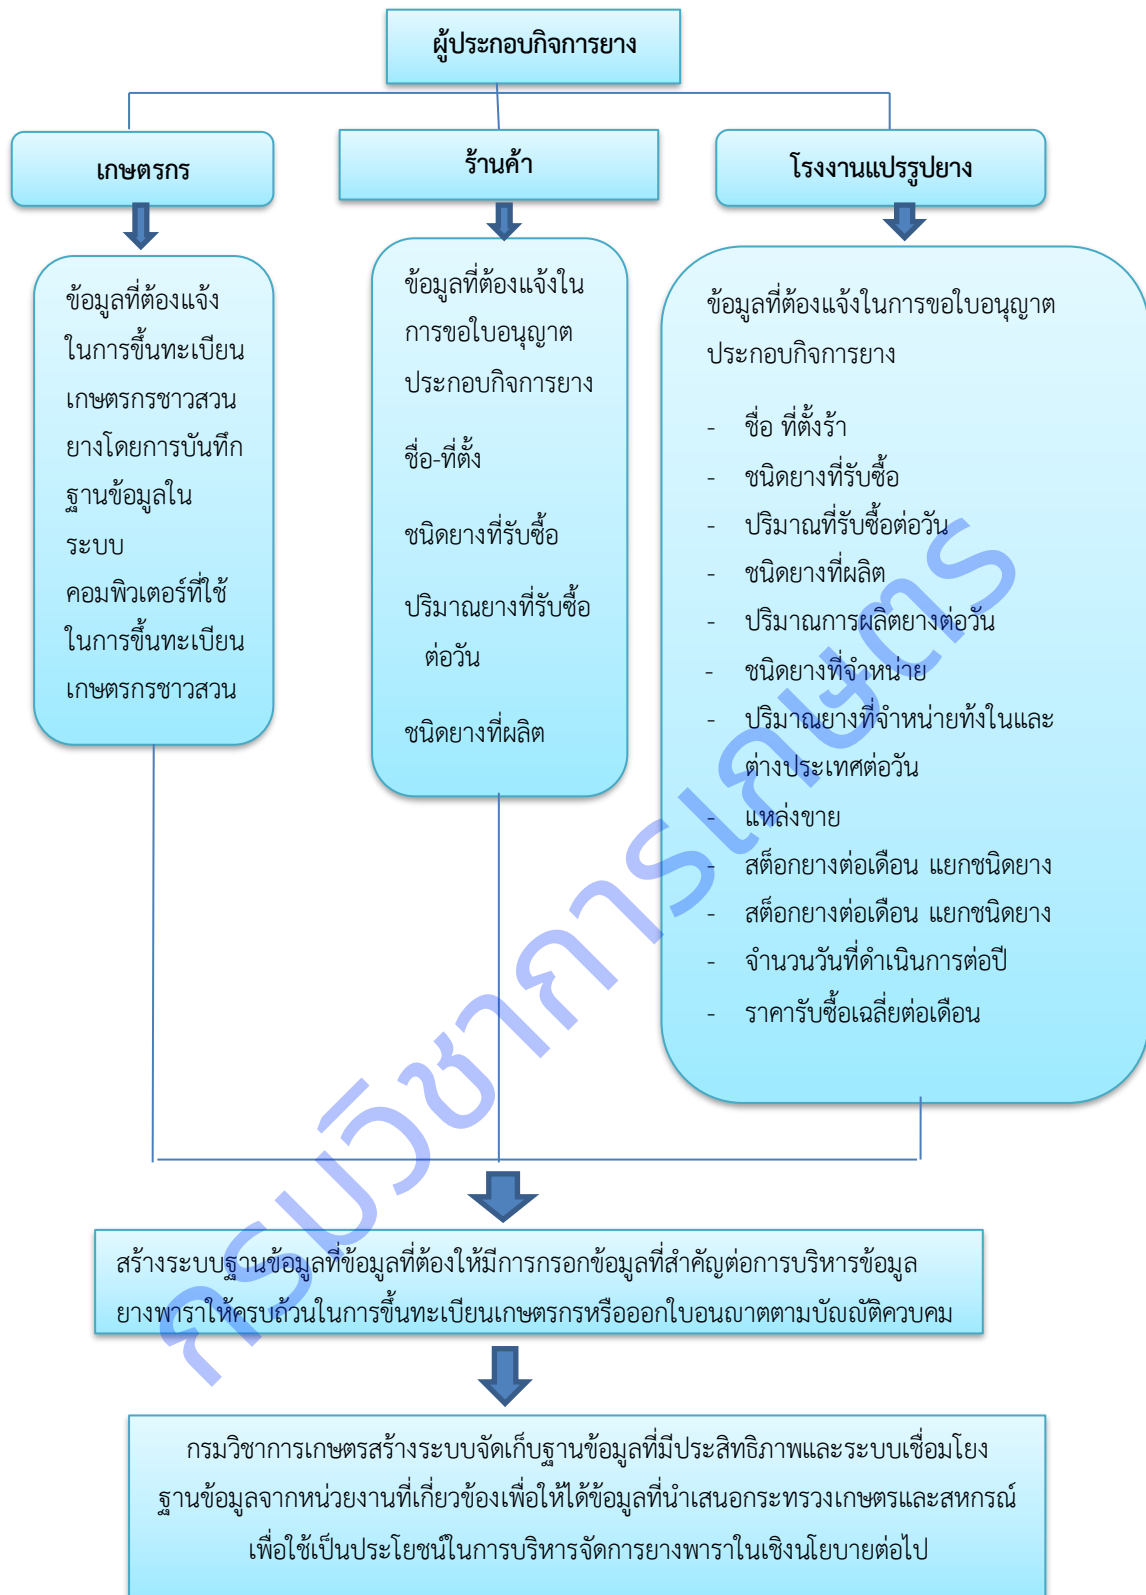 ผู้ประกอบกิจการยาง
เกษตรกร
ร้านค้า
โรงงานแปรรูปยาง
ข้อมูลที่ต้องแจ้ง
ในการขึ้นทะเบียน
เกษตรกรชาวสวน
ยางโดยการบันทึก
ฐานข้อมูลใน
ระบบ
คอมพิวเตอร์ที่ใช้
ในการขึ้นทะเบียน
เกษตรกรชาวสวน
ข้อมูลที่ต้องแจ้งใน
การขอใบอนุญาต
ประกอบกิจการยาง
ชื่อ-ที่ตั้ง
ชนิดยางที่รับซื้อ
ปริมาณยางที่รับซื้อ
ต่อวัน
ชนิดยางที่ผลิต
ข้อมูลที่ต้องแจ้งในการขอใบอนุญาต
ประกอบกิจการยาง
- ชื่อ ที่ตั้งร้า
- ชนิดยางที่รับซื้อ
- ปริมาณที่รับซื้อต่อวัน
- ชนิดยางที่ผลิต
- ปริมาณการผลิตยางต่อวัน
- ชนิดยางที่จำหน่าย
- ปริมาณยางที่จำหน่ายท้งในและ
ต่างประเทศต่อวัน
- แหล่งขาย
- สต็อกยางต่อเดือน แยกชนิดยาง
- สต็อกยางต่อเดือน แยกชนิดยาง
- จำนวนวันที่ดำเนินการต่อปี
- ราคารับซื้อเฉลี่ยต่อเดือน
สร้างระบบฐานข้อมูลที่ข้อมูลที่ต้องให้มีการกรอกข้อมูลที่สำคัญต่อการบริหารข้อมูล
ยางพาราให้ครบถ้วนในการขึ้นทะเบียนเกษตรกรหรือออกใบอนญาตตามบัญญัติควบคม
กรมวิชาการเกษตรสร้างระบบจัดเก็บฐานข้อมูลที่มีประสิทธิภาพและระบบเชื่อมโยง
ฐานข้อมูลจากหน่วยงานที่เกี่ยวข้องเพื่อให้ได้ข้อมูลที่นำเสนอกระทรวงเกษตรและสหกรณ์
เพื่อใช้เป็นประโยชน์ในการบริหารจัดการยางพาราในเชิงนโยบายต่อไป
กรมวิชาการเกษตร